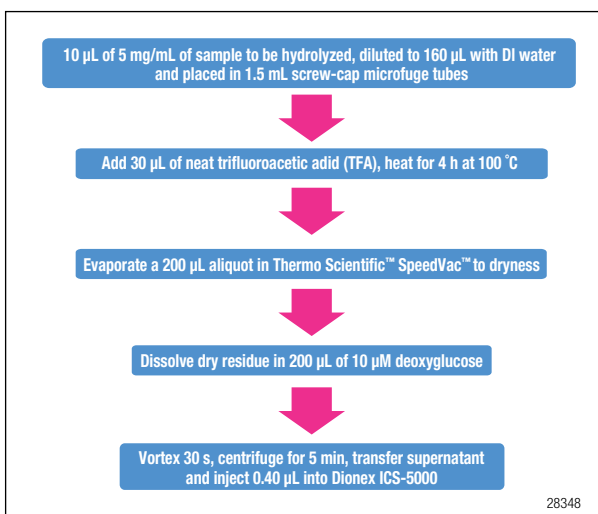 10 µL of 5 mg/mL of sample to be hydrolyzed, diluted to 160 µL with DI water
and placed in 1.5 mL screw-cap microfuge tubes
Add 30 µL of neat trifluoroacetic adid (TFA), heat for 4 h at 100 ˚C
Evaporate a 200 µL aliquot in Thermo Scientific™ SpeedVac™ to dryness
Dissolve dry residue in 200 µL of 10 µM deoxyglucose
Vortex 30 s, centrifuge for 5 min, transfer supernatant
and inject 0.40 µL into Dionex ICS-5000
28348